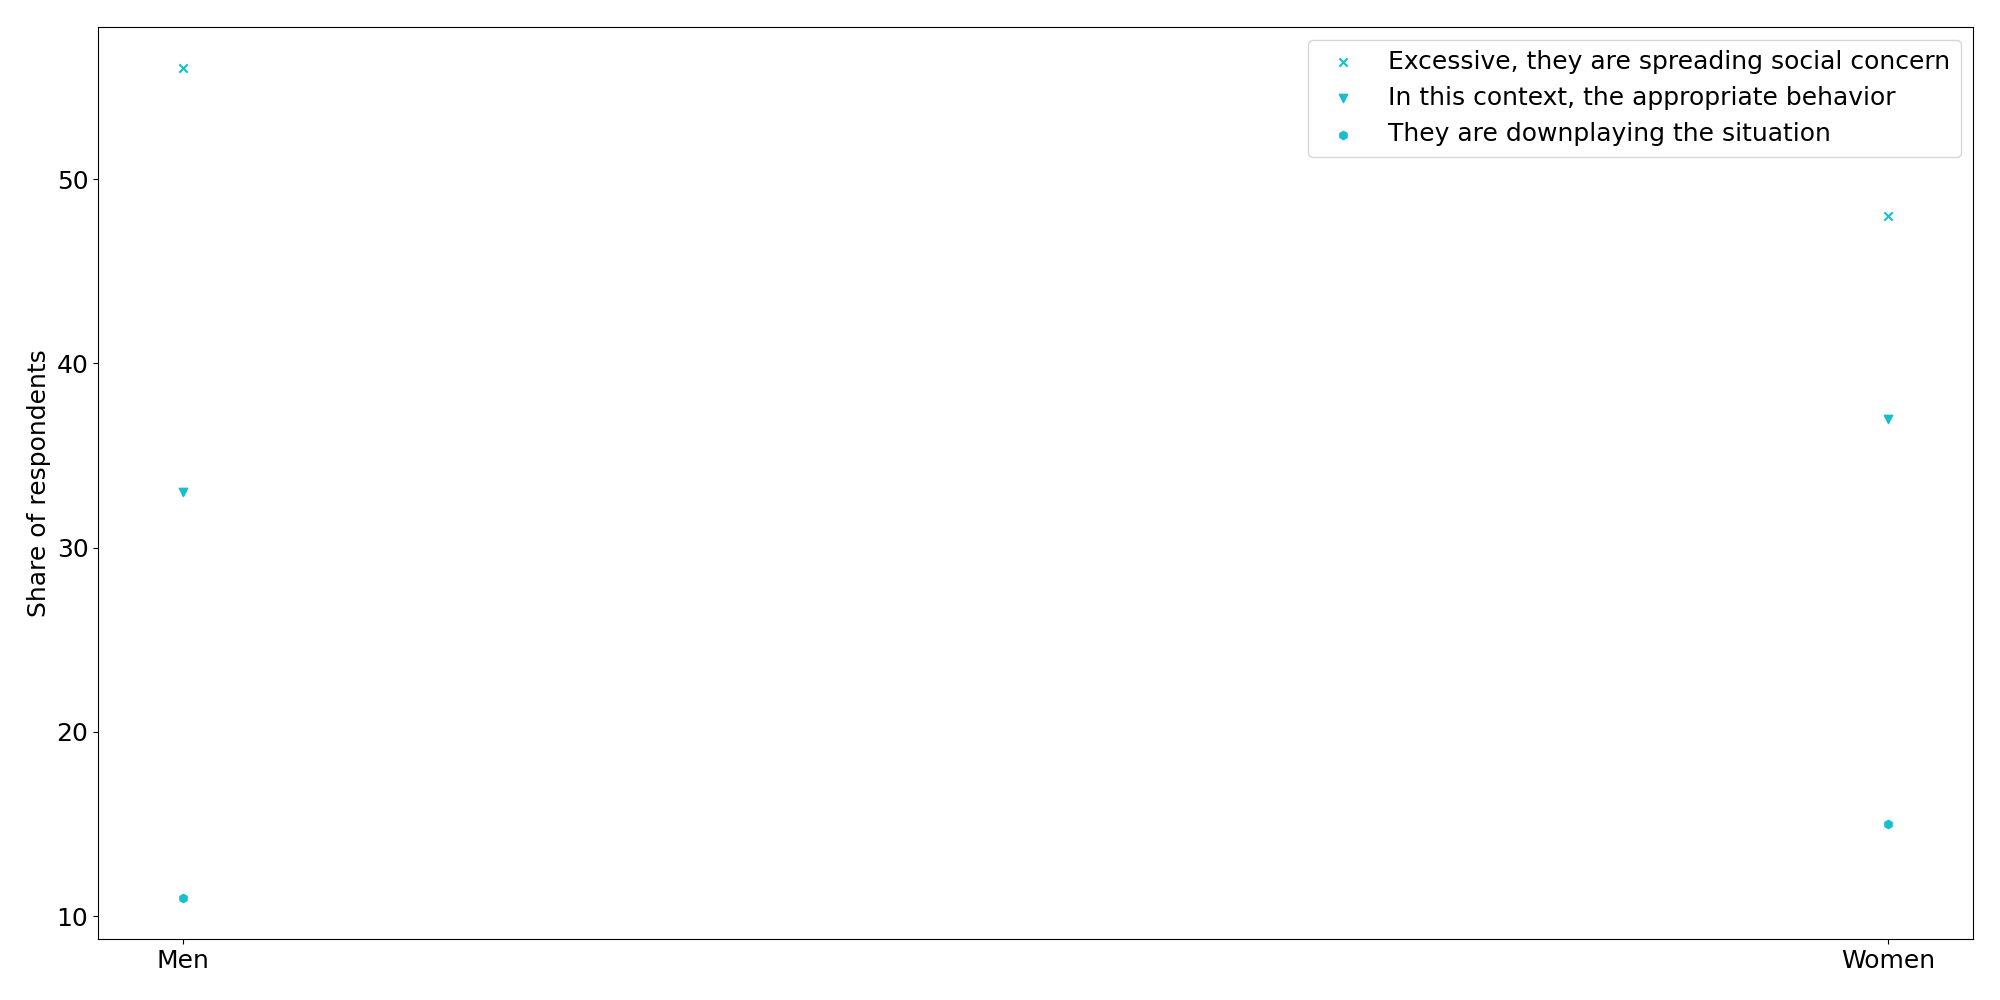 Excessive, they are spreading social concern
In this context, the appropriate behavior
They are downplaying the situation
Share of respondents
50
40
30
20
10
Men
Women